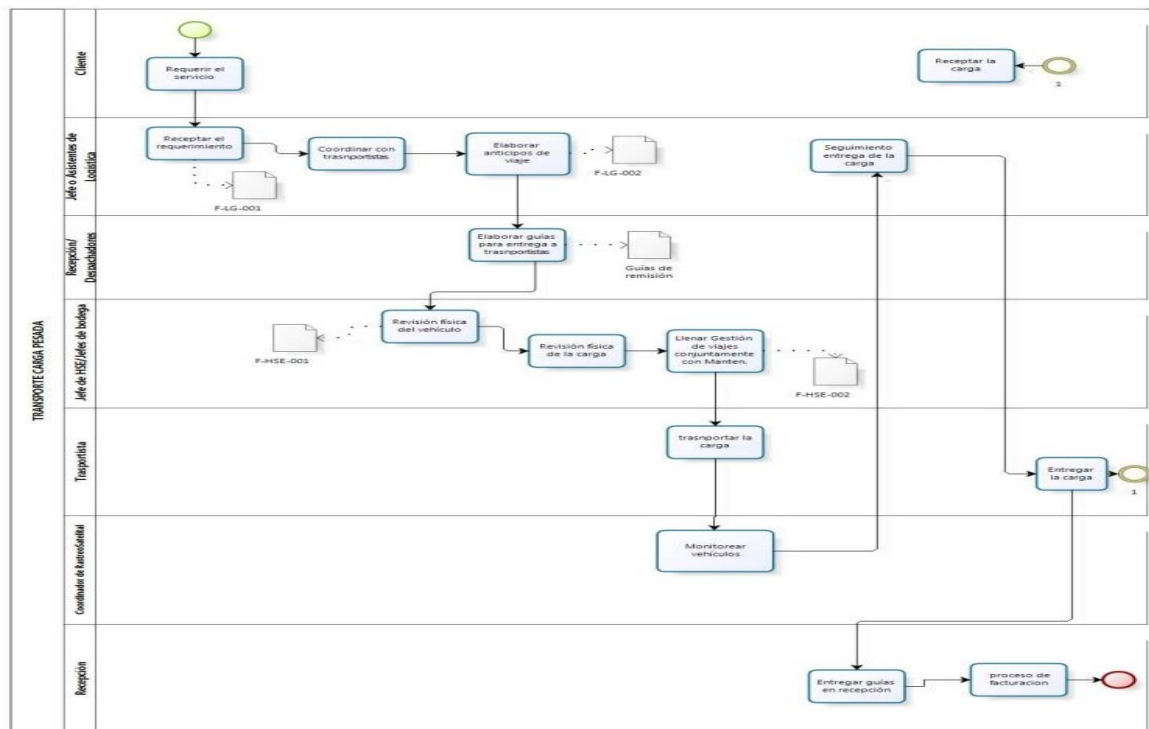 TRANSPORTE CARGA PESADA
Cliente
Requerir el
servicio
Receptar la
carga
1
Jefe o Asistentes de
Logística
Receptar el
requerimiento
F-LG-001
Coordinar con
trasnportistas
Elaborar
anticipos de
viaje
F-LG-002
Seguimiento
entrega de la
carga
Recepción/
Despachadores
Elaborar guías
para entrega a
trasnportistas
Guías de
remisión
Jefe de HSE/Jefes de bodega
F-HSE-001
Revisión física
del vehículo
Revisión física
de la carga
Llenar Gestión
de viajes
conjuntamente
con Manten.
F-HSE-002
Trasportista
trasnportar la
carga
Entregar
la carga
1
Coordinador de Rastreo Satelital
Monitorear
vehículos
Recepción
Entregar guías
en recepción
proceso de
facturacion